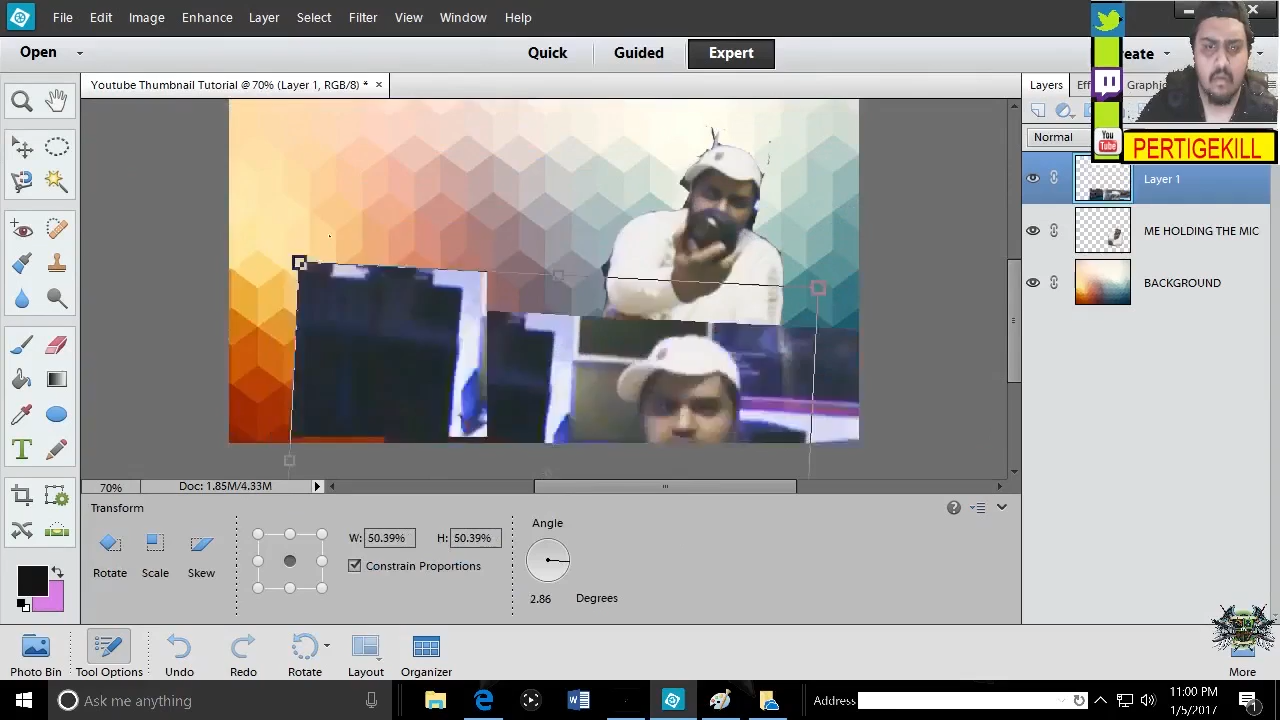 File Edit Image Enhance Layer Select Filter View Window Help
Open Quick Guided Expert
Youtube Thumbnail Tutorial @ 70% (Layer 1, RGB/8) * ×
Layers
Normal
You
Tube
PERTIGEKILL
Layer 1
ME HOLDING THE MIC
BACKGROUND
70% Doc: 1.85M/4.33M
Transform
Rotate Scale Skew
W: 50.39% H: 50.39%
Constrain Proportions
Angle
2.86 Degrees
Photo Bin Tool Options Undo Redo Rotate Layout Organizer More
Ask me anything
Address
11:00 PM
1/5/2017